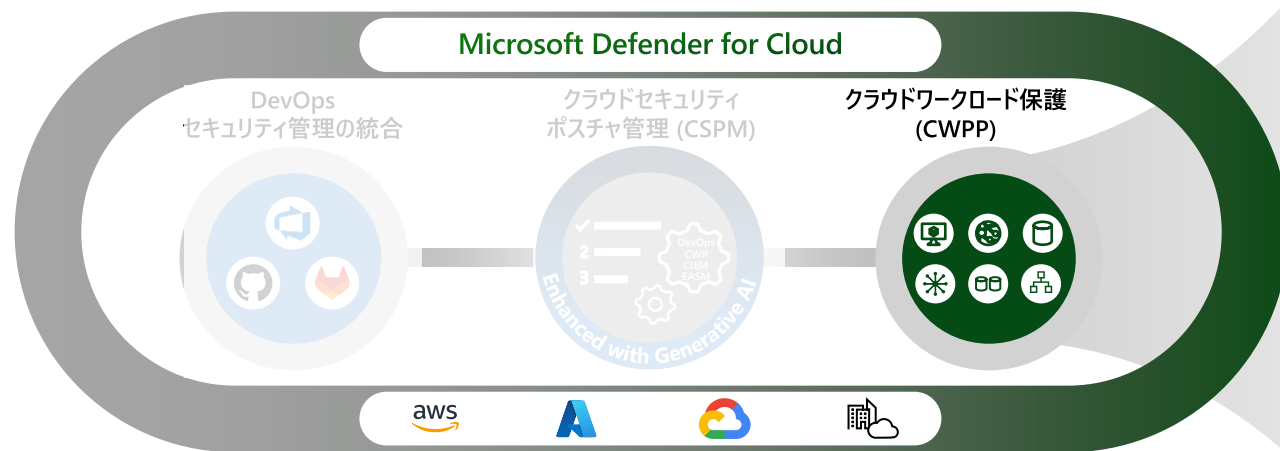 Microsoft Defender for Cloud
DevOps
セキュリティ管理の統合
クラウドセキュリティ
ポスチャ管理 (CSPM)
クラウドワークロード保護
(CWPP)
2
3
DevOps
CWP
CIEM
EASM
Enhanced with Generative AI
aws